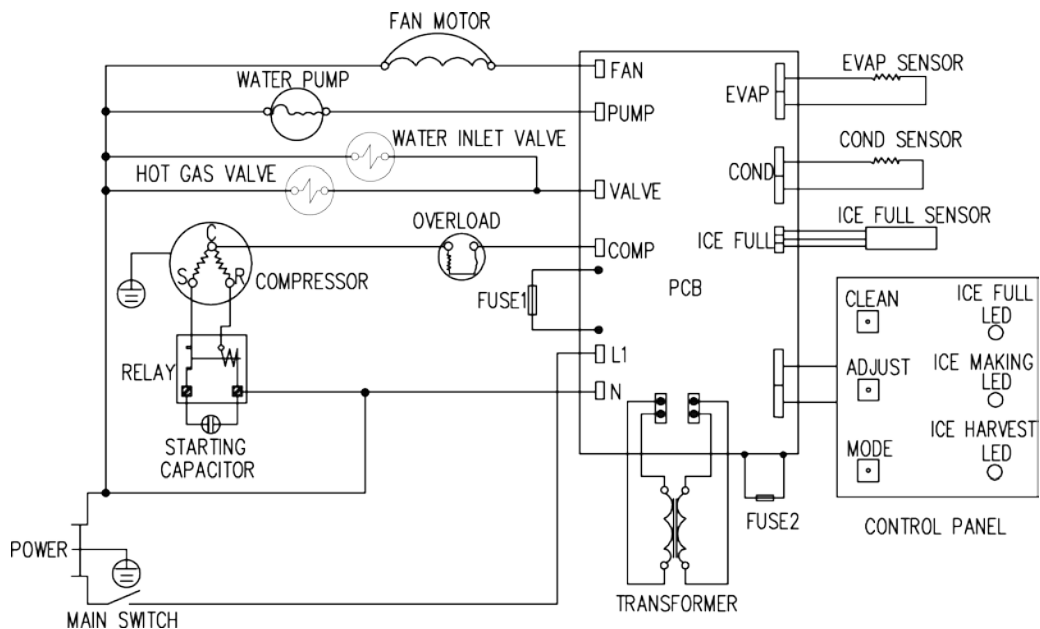 FAN MOTOR
FAN
EVAP SENSOR
WATER PUMP
EVAP
PUMP
WATER INLET VALVE
COND SENSOR
HOT GAS VALVE
COND
VALVE
OVERLOAD
ICE FULL SENSOR
C
ICE FULL
COMP
S
R
COMPRESSOR
PCB
FUSE1
CLEAN
ICE FULL
LED
L1
RELAY
W
ADJUST
ICE MAKING
LED
N
STARTING
CAPACITOR
MODE
ICE HARVEST
LED
FUSE2
CONTROL PANEL
POWER
TRANSFORMER
MAIN SWITCH